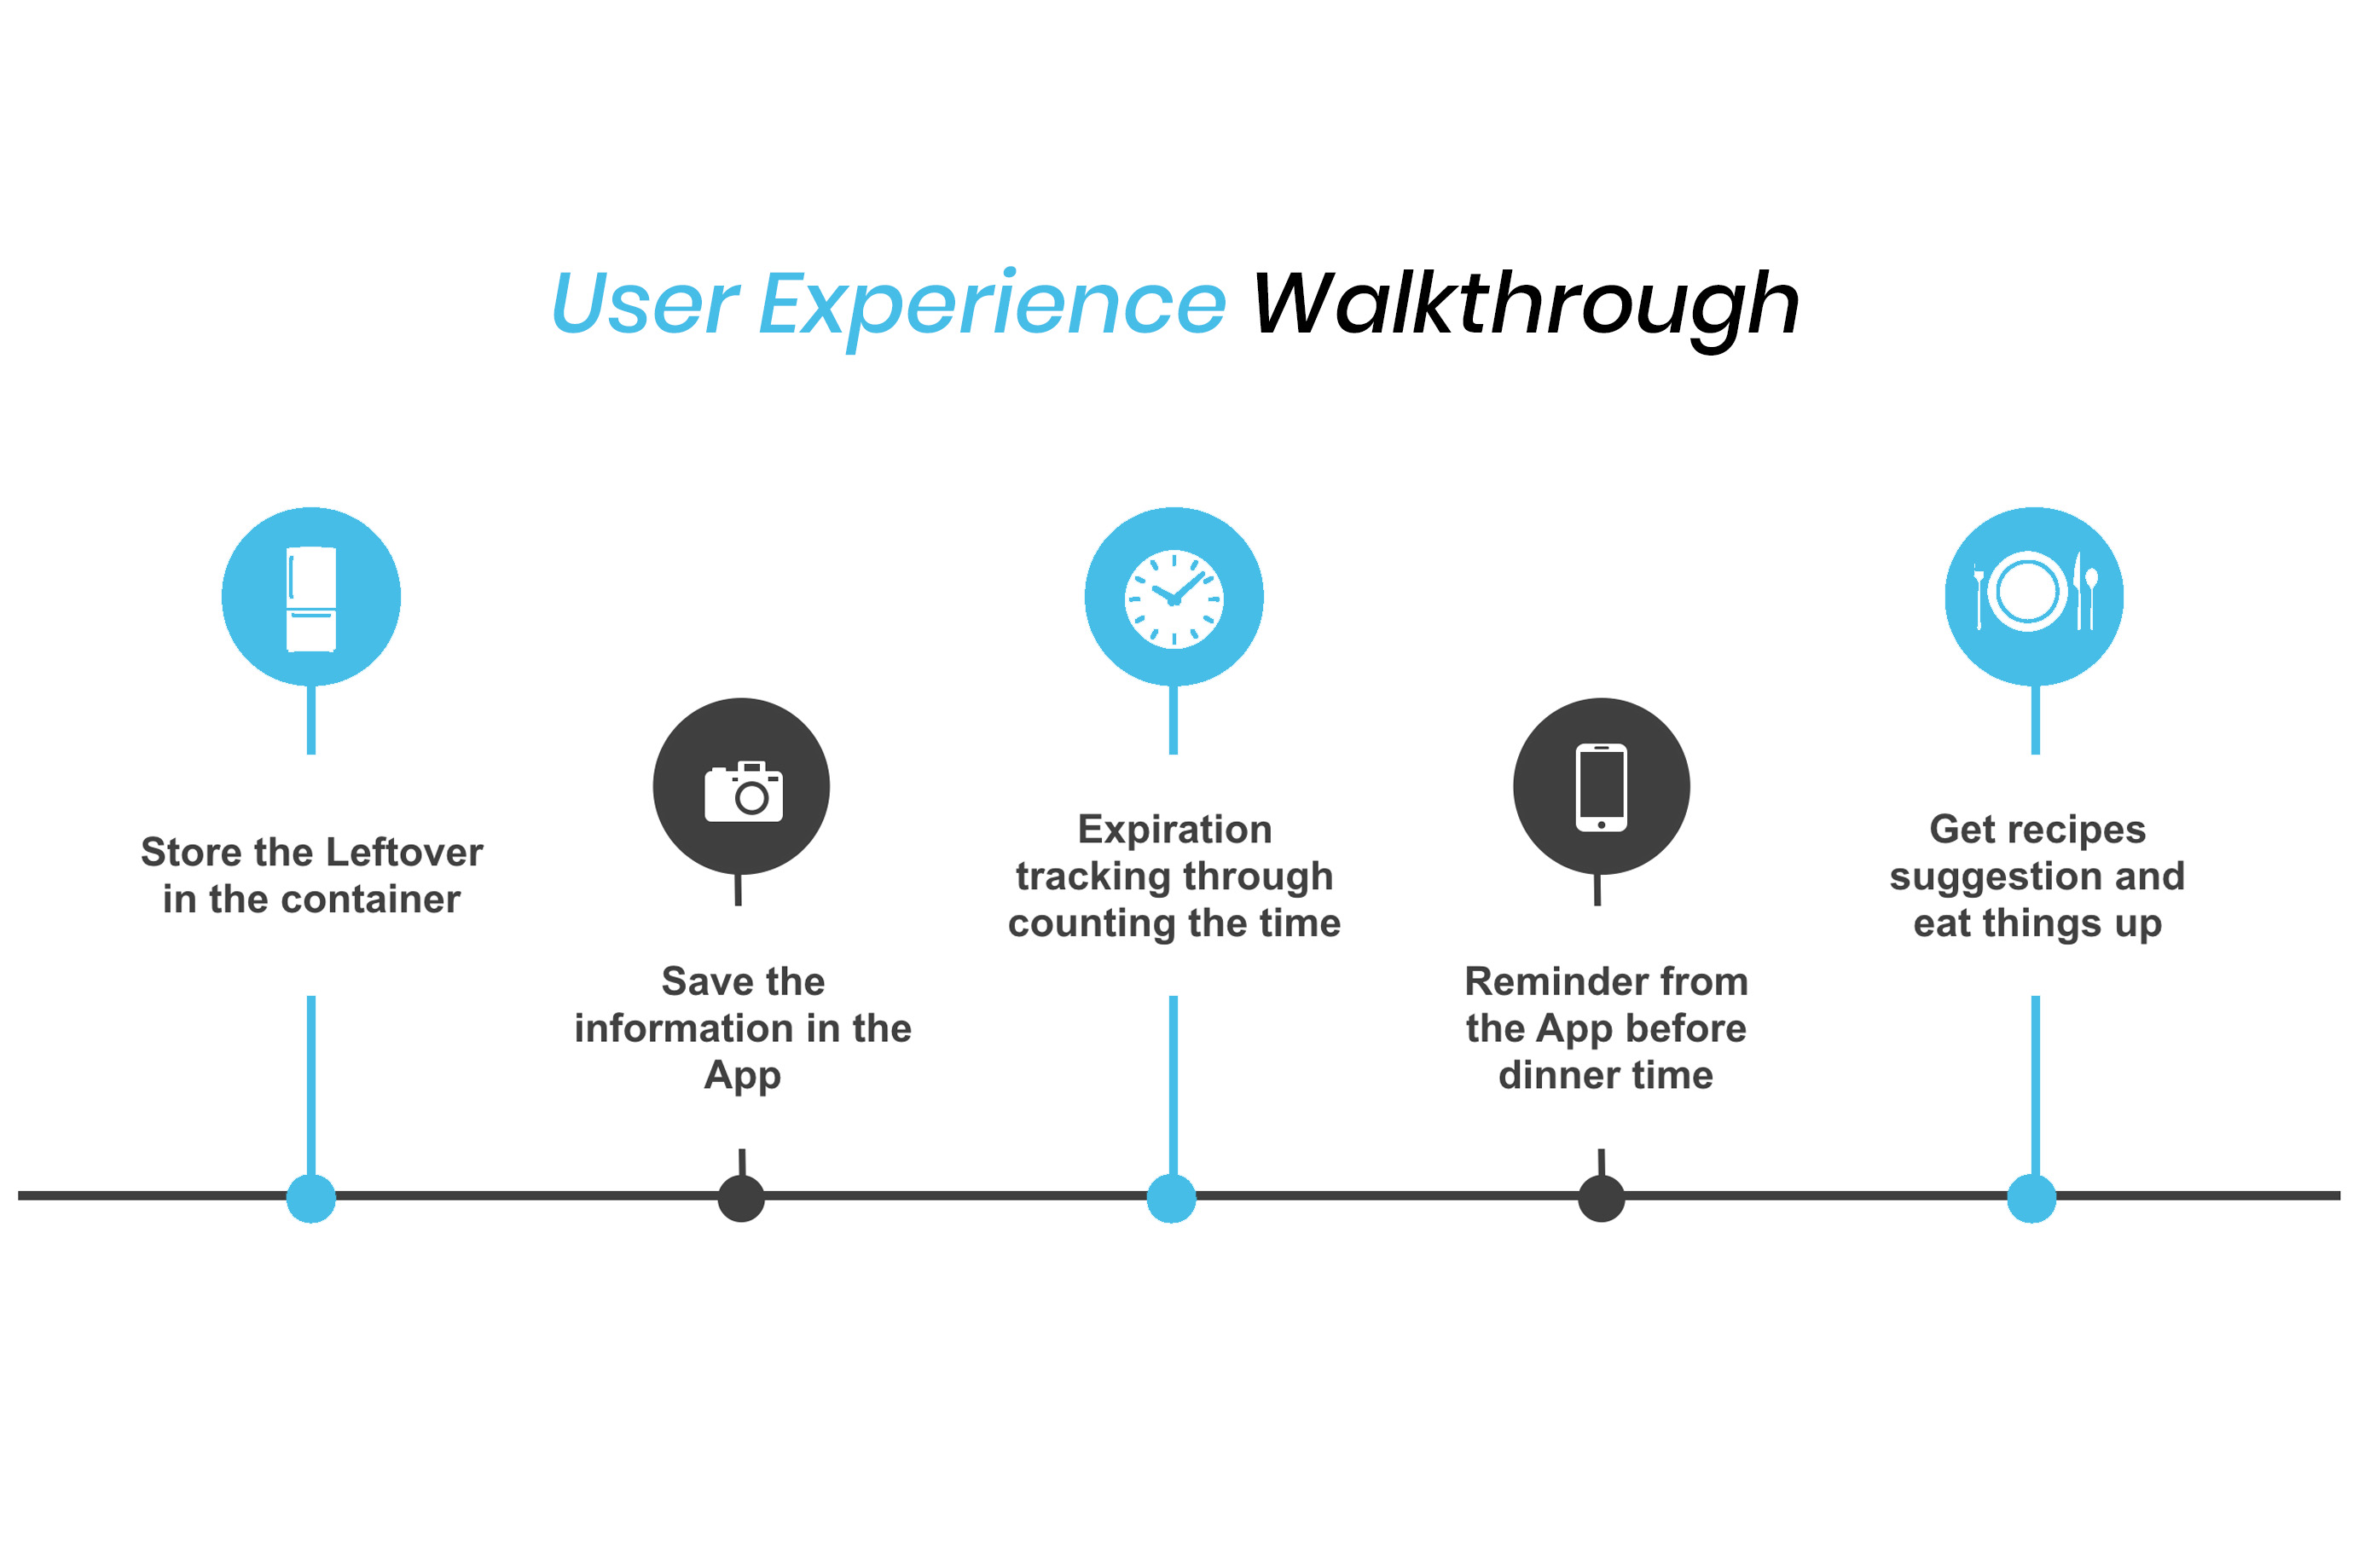 User Experience Walkthrough
Store the Leftover
in the container
Save the
information in the
App
Expiration
tracking through
counting the time
Reminder from
the App before
dinner time
Get recipes
suggestion and
eat things up